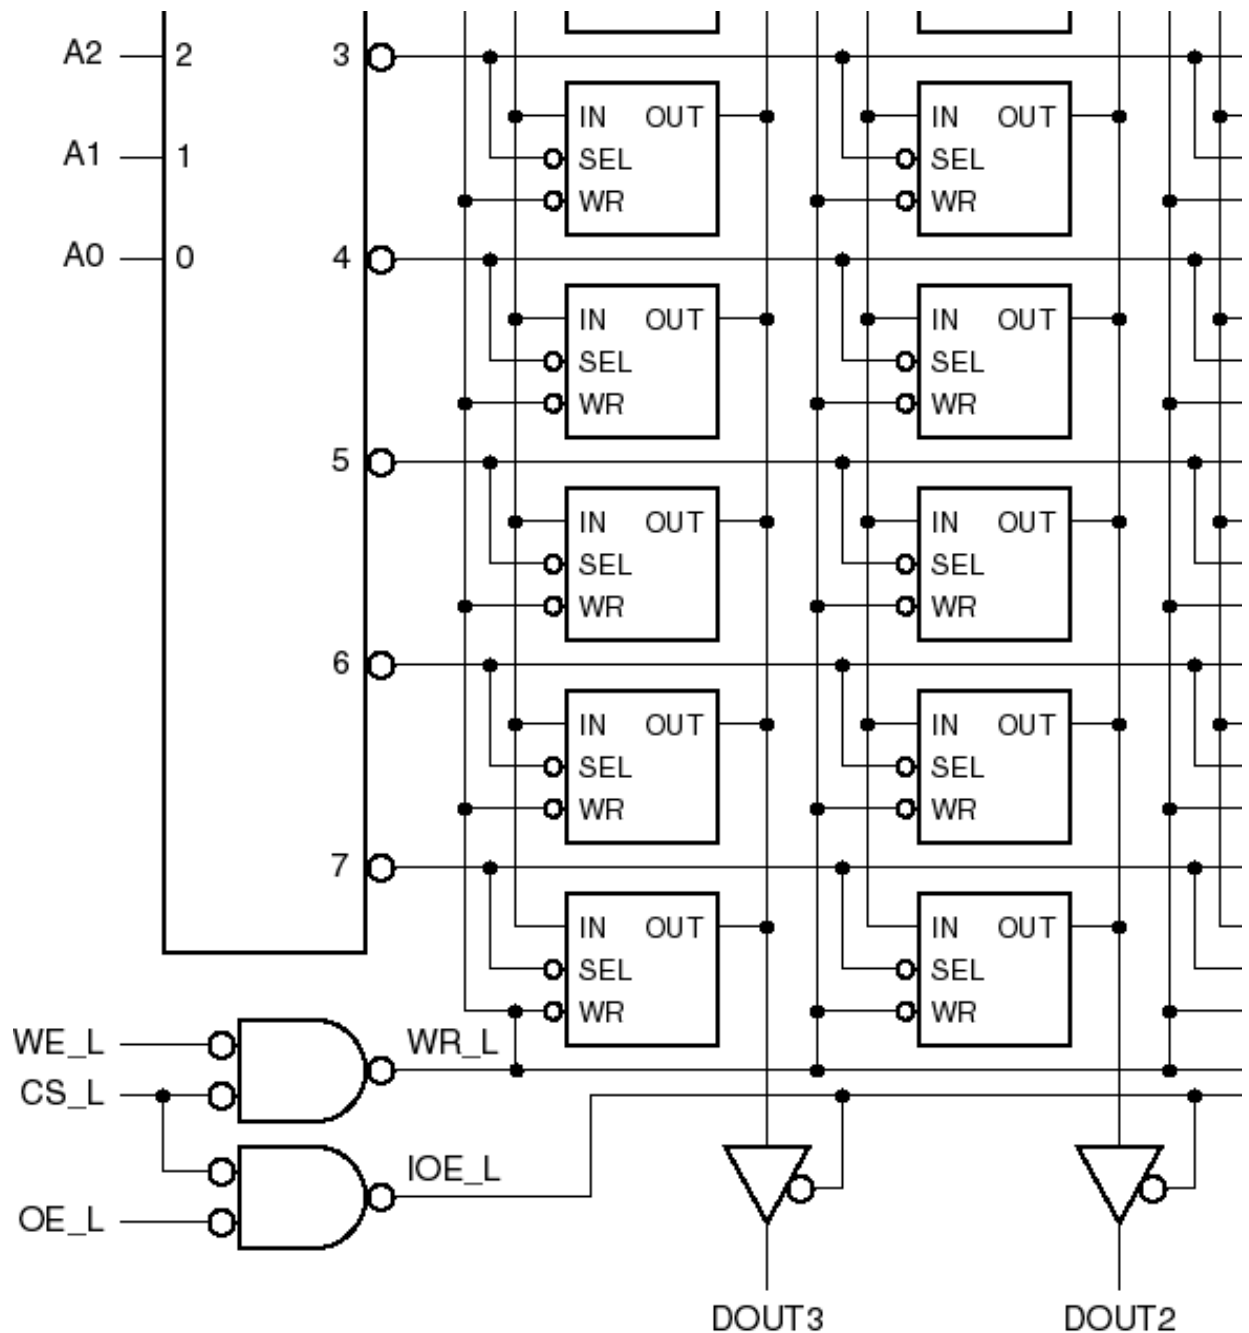 A2 2 3
IN OUT IN OUT
A1 1 SEL SEL
WR WR
A0 0 4
IN OUT IN OUT
SEL SEL
WR WR
5
IN OUT IN OUT
SEL SEL
WR WR
6
IN OUT IN OUT
SEL SEL
WR WR
7
IN OUT IN OUT
SEL SEL
WR WR
WE_L WR_L
CS_L
IOE_L
OE_L
DOUT3 DOUT2